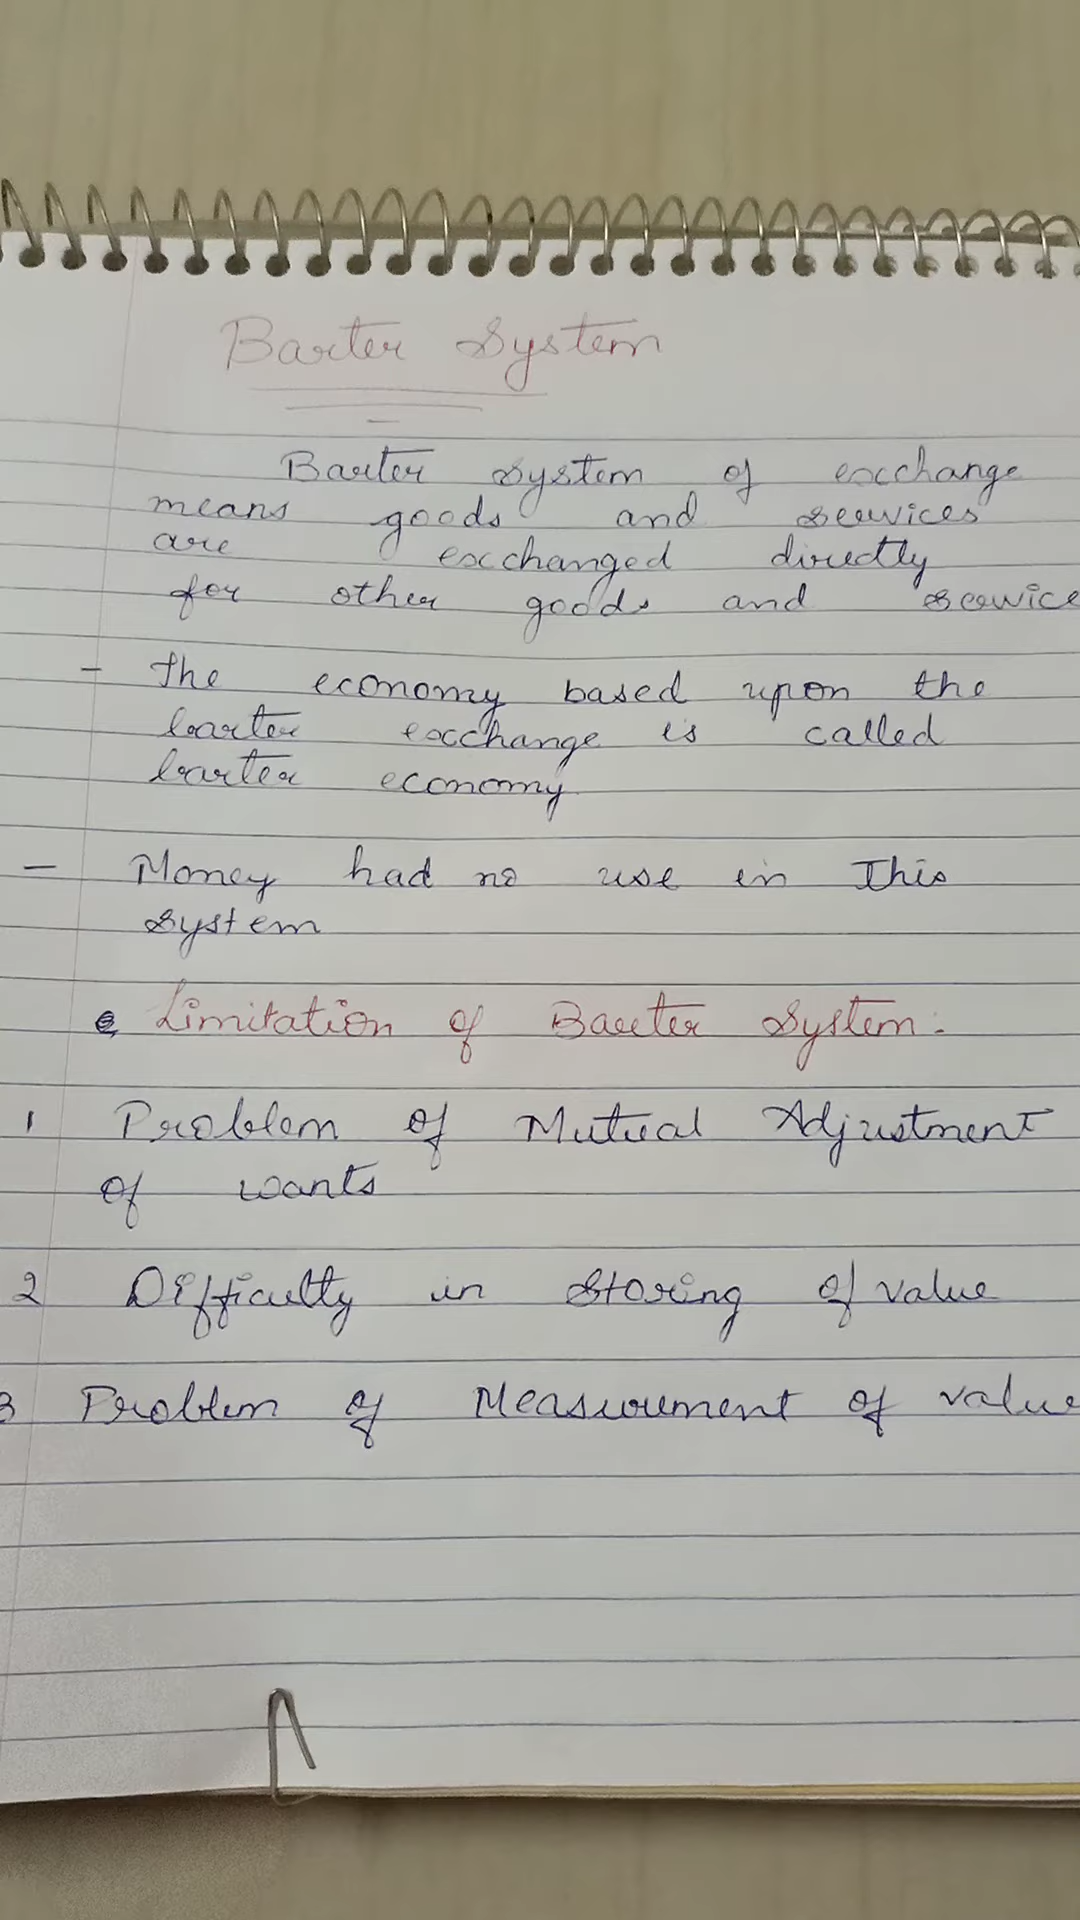 Barter System
Barter system of exchange
means goods and services
are exchanged directly
for other goods and service
- The economy based upon the
barter exchange is called
barter economy
- Money had no use in This
system
Limitation of Barter System:
1 Problem of Mutual Adjustment
of wants
2 Difficulty in Storing of value
3 Problem of Measurement of value